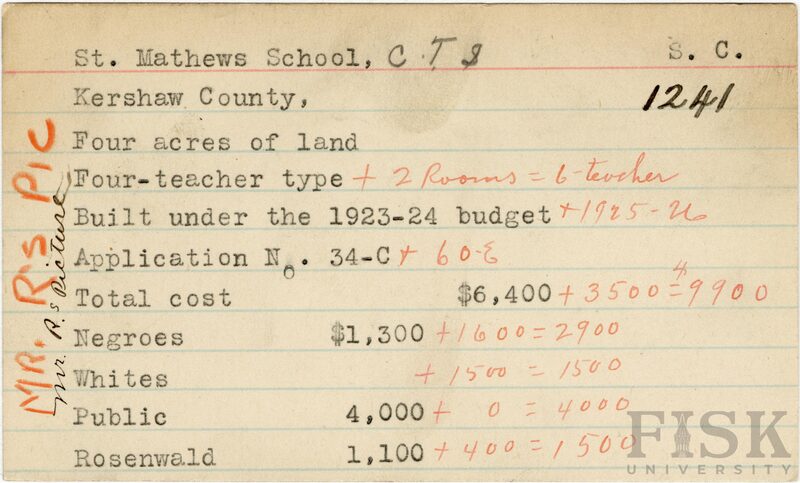 St. Mathews School, C T S S. C.
Kershaw County, 1241
Four acres of land
Four-teacher type + 2 Rooms = 6-teacher
Built under the 1923-24 budget +1925-26
Application No. 34-C + 60-E
Total cost $6,400 + 3500 = $9900
Negroes $1,300 + 1600 = 2900
Whites + 1500 = 1500
Public 4,000 + 0 = 4000
Rosenwald 1,100 + 400 = 1500
MR. R'S PIC
Mr. R.s Picture
FISK
UNIVERSITY